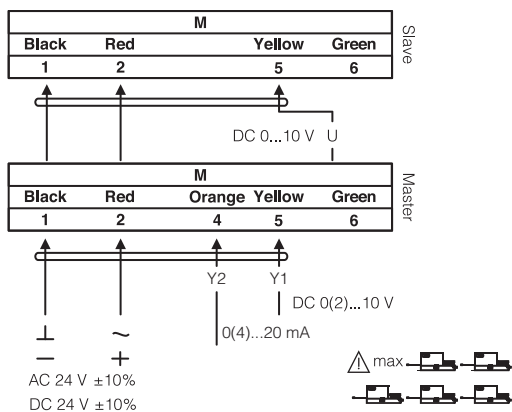 M
Black Red Yellow Green
1 2 5 6
Slave
DC 0...10 V U
M
Black Red Orange Yellow Green
1 2 4 5 6
Master
Y2 Y1
DC 0(2)...10 V
0(4)...20 mA
⊥ ~
− +
AC 24 V ±10%
DC 24 V ±10%
max